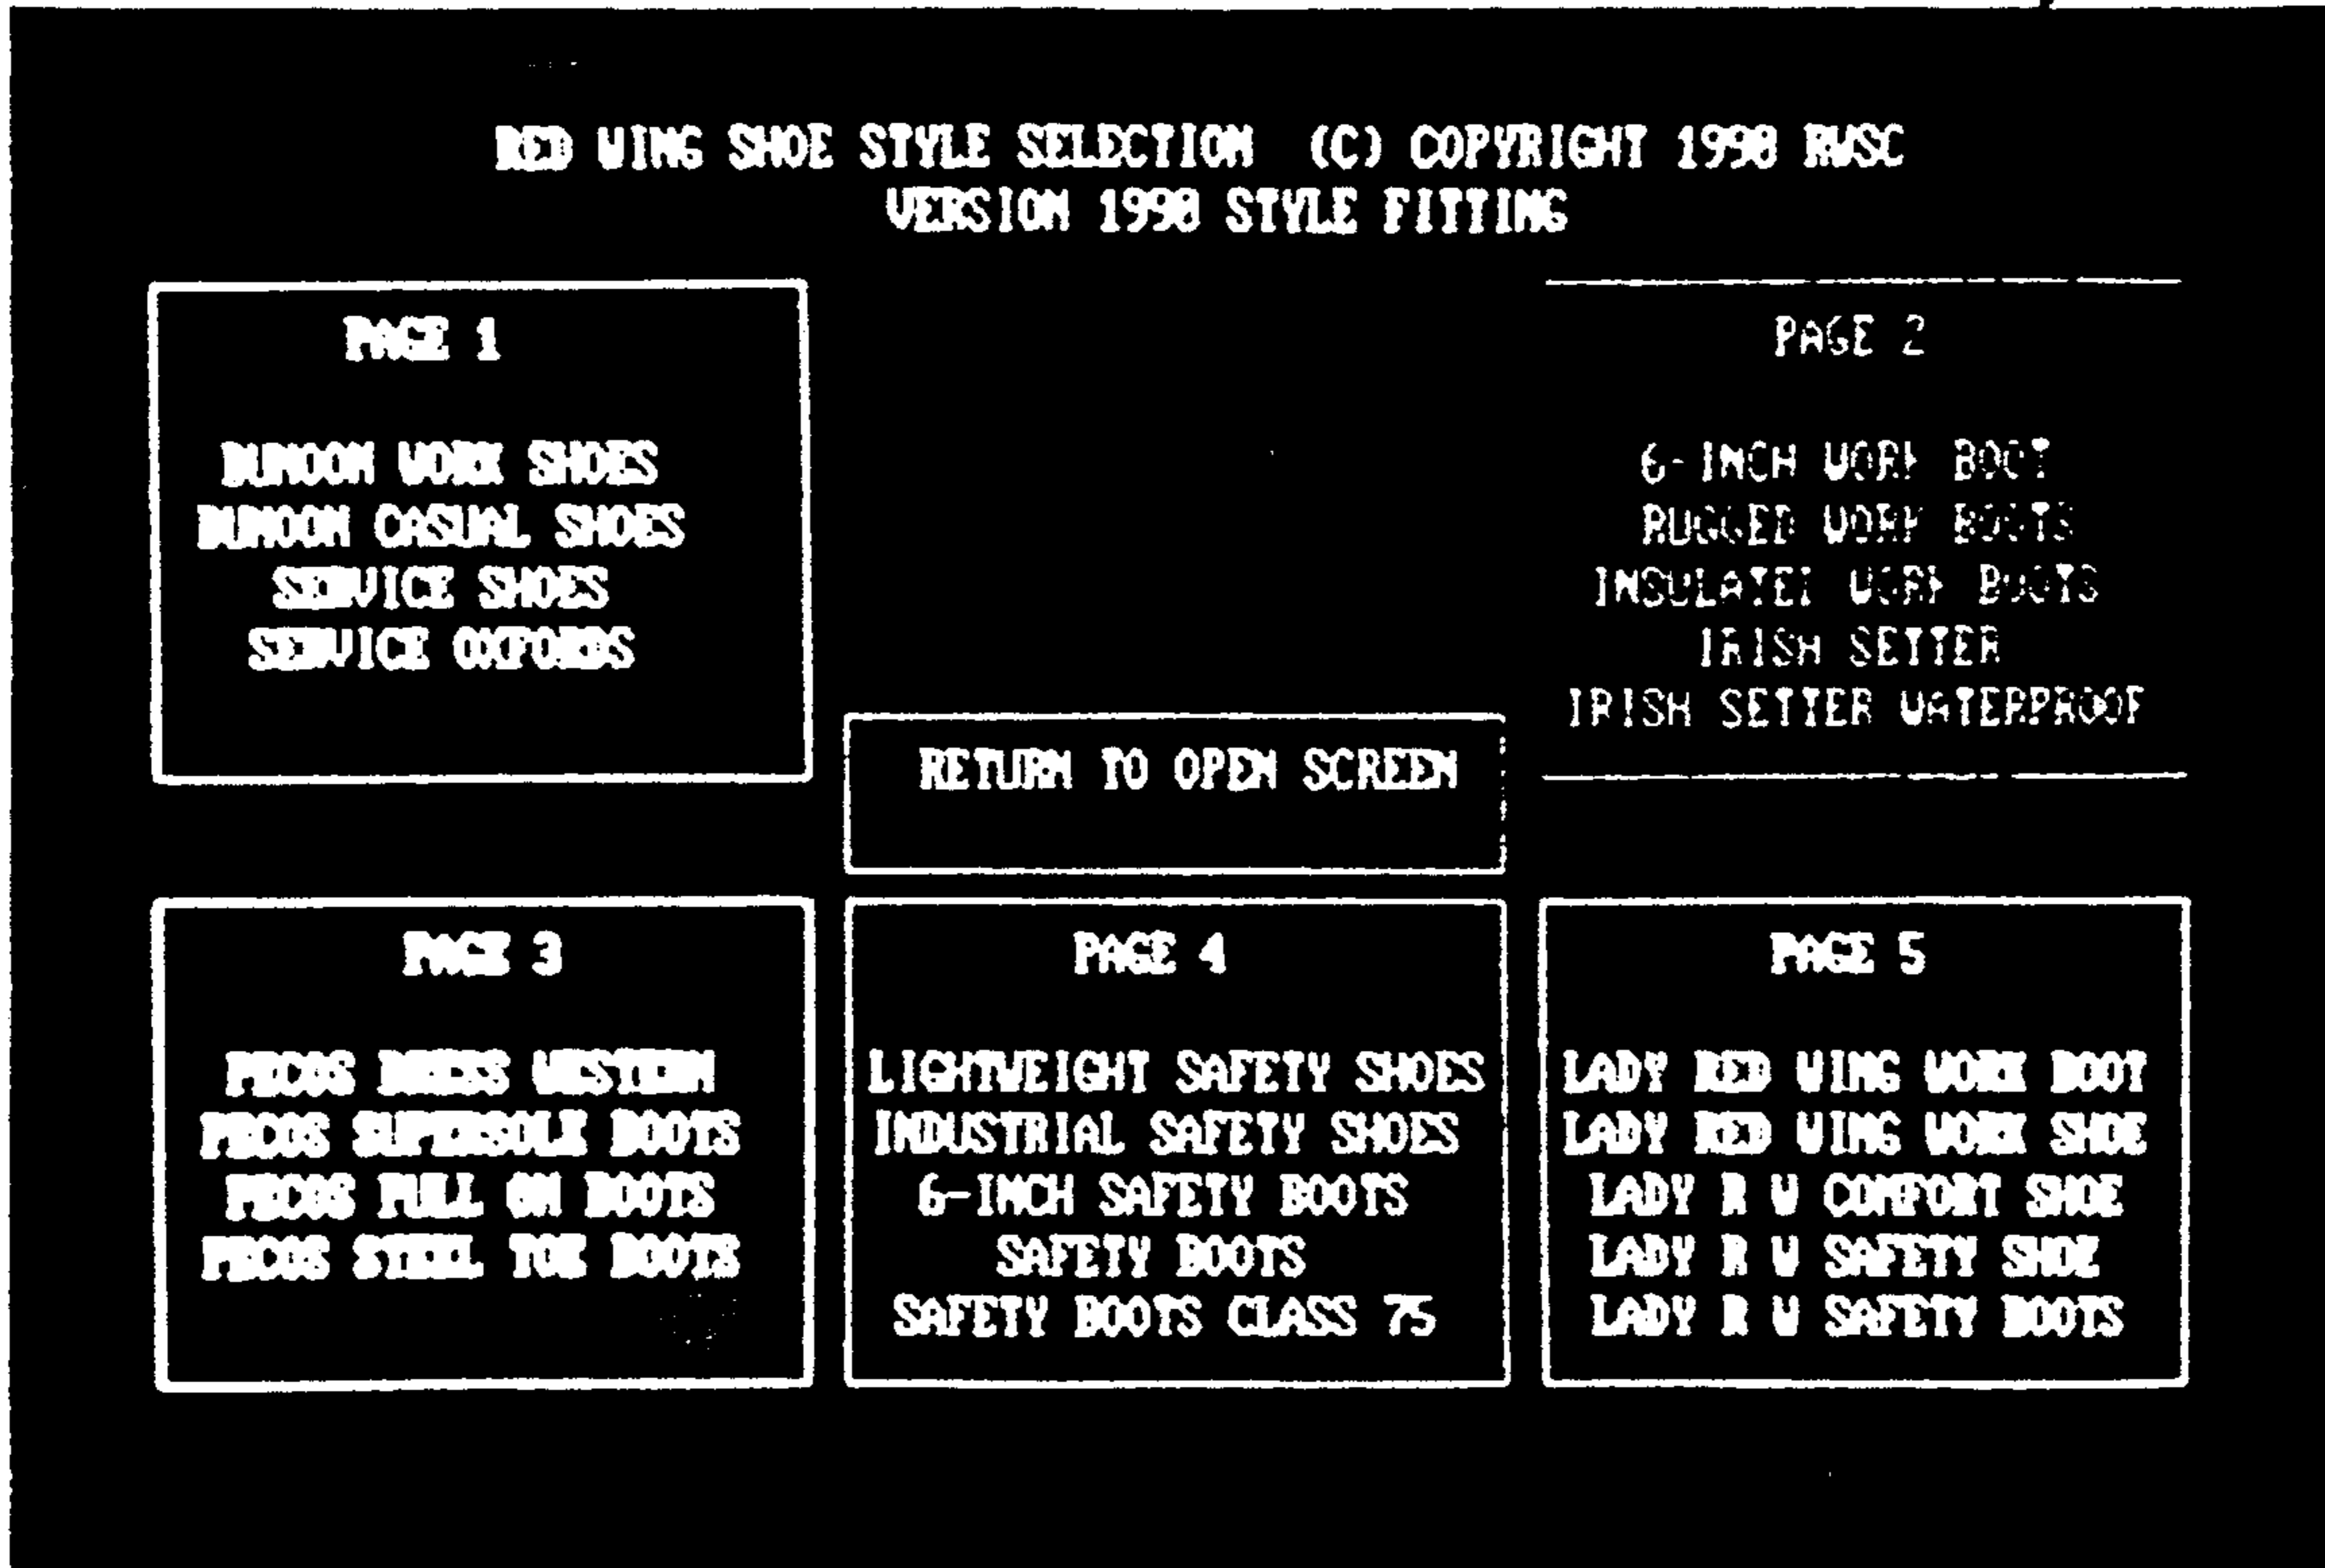 RED WING SHOE STYLE SELECTION (C) COPYRIGHT 1990 RWSC
VERSION 1990 STYLE FITTING
PAGE 1
DUNOON WORK SHOES
DUNOON CASUAL SHOES
SERVICE SHOES
SERVICE OXFORDS
PAGE 2
6-INCH WORK BOOT
RUGGED WORK BOOTS
INSULATED WORK BOOTS
IRISH SETTER
IRISH SETTER WATERPROOF
RETURN TO OPEN SCREEN
PAGE 3
PECOS DRESS WESTERN
PECOS SUPERSOLE BOOTS
PECOS PULL ON BOOTS
PECOS STEEL TOE BOOTS
PAGE 4
LIGHTWEIGHT SAFETY SHOES
INDUSTRIAL SAFETY SHOES
6-INCH SAFETY BOOTS
SAFETY BOOTS
SAFETY BOOTS CLASS 75
PAGE 5
LADY RED WING WORK BOOT
LADY RED WING WORK SHOE
LADY R W COMFORT SHOE
LADY R W SAFETY SHOE
LADY R W SAFETY BOOTS